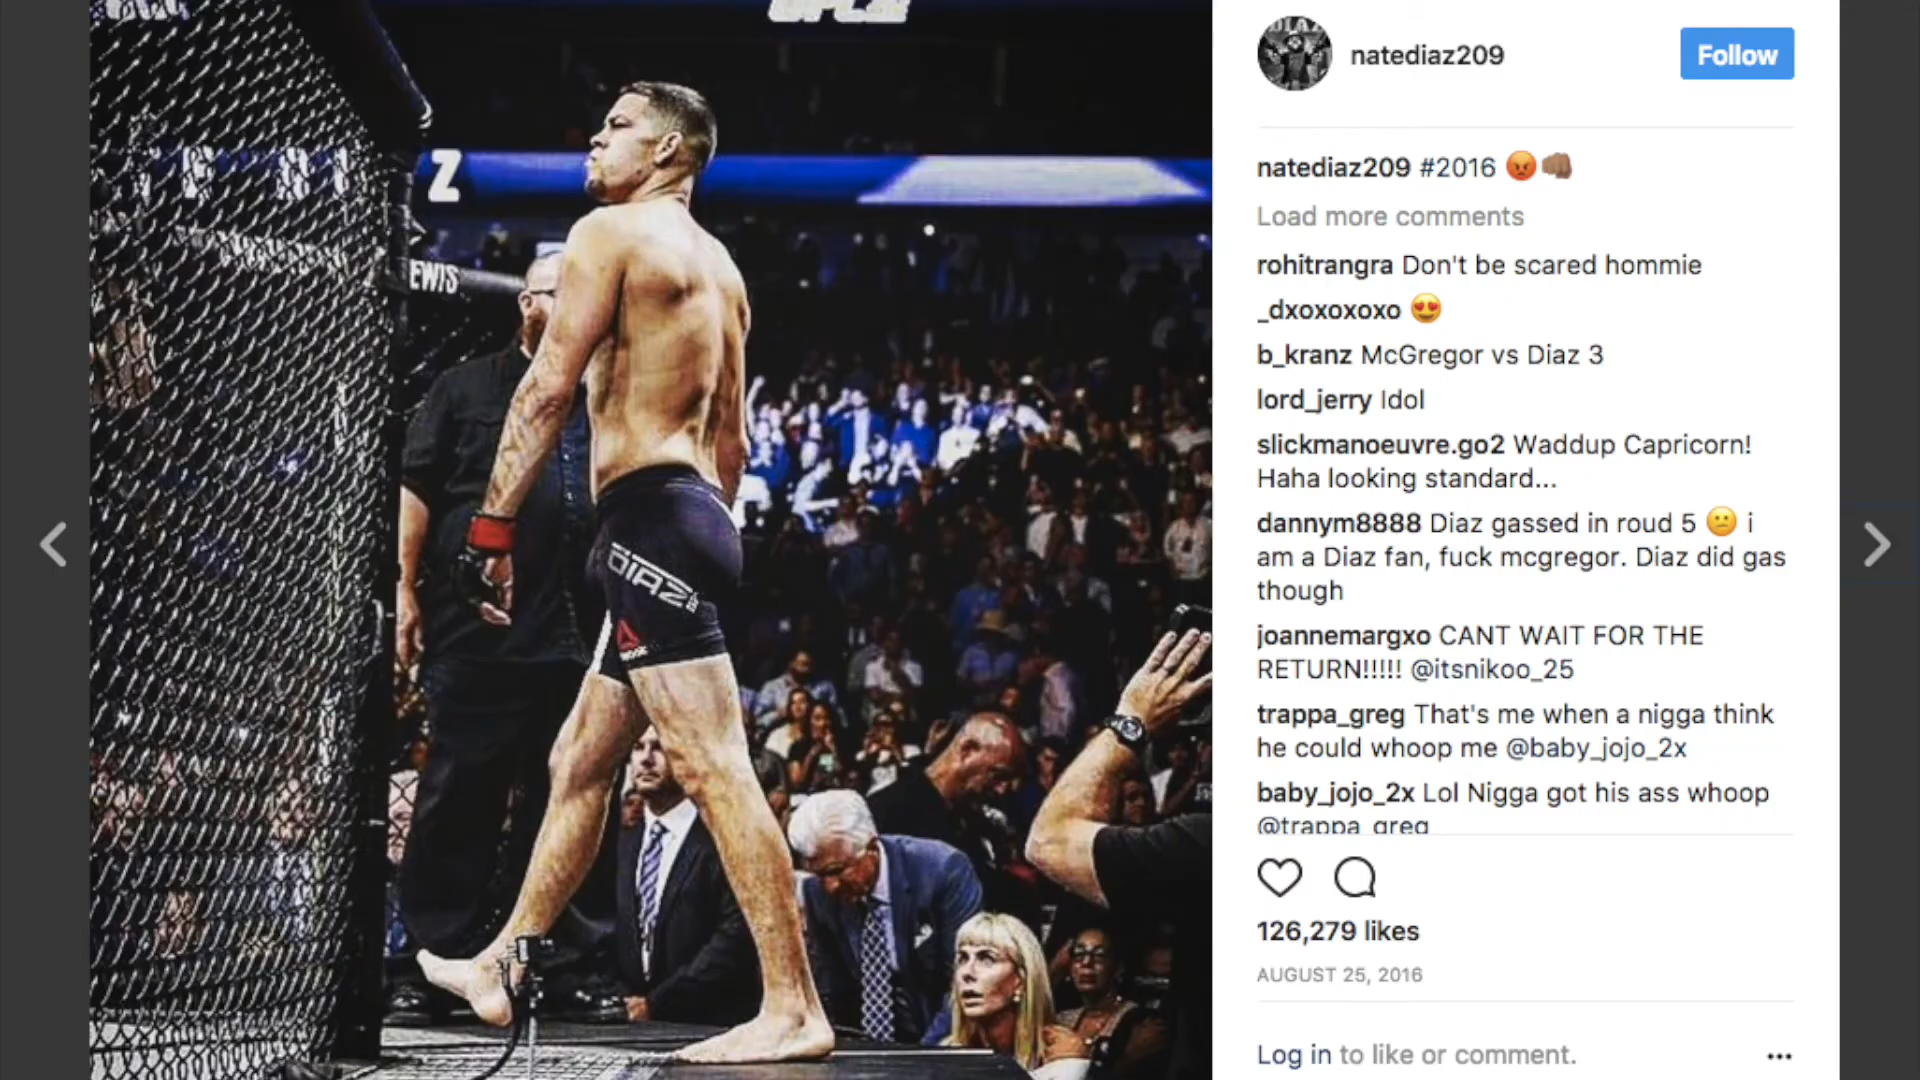 Z
EWIS
DIAZ
natediaz209
Follow
natediaz209 #2016 😡👊🏽
Load more comments
rohitrangra Don't be scared hommie
_dxoxoxoxo 😍
b_kranz McGregor vs Diaz 3
lord_jerry Idol
slickmanoeuvre.go2 Waddup Capricorn!
Haha looking standard...
dannym8888 Diaz gassed in roud 5 😕 i
am a Diaz fan, fuck mcgregor. Diaz did gas
though
joannemargxo CANT WAIT FOR THE
RETURN!!!!! @itsnikoo_25
trappa_greg That's me when a nigga think
he could whoop me @baby_jojo_2x
baby_jojo_2x Lol Nigga got his ass whoop
@trappa_greg
126,279 likes
AUGUST 25, 2016
Log in to like or comment.